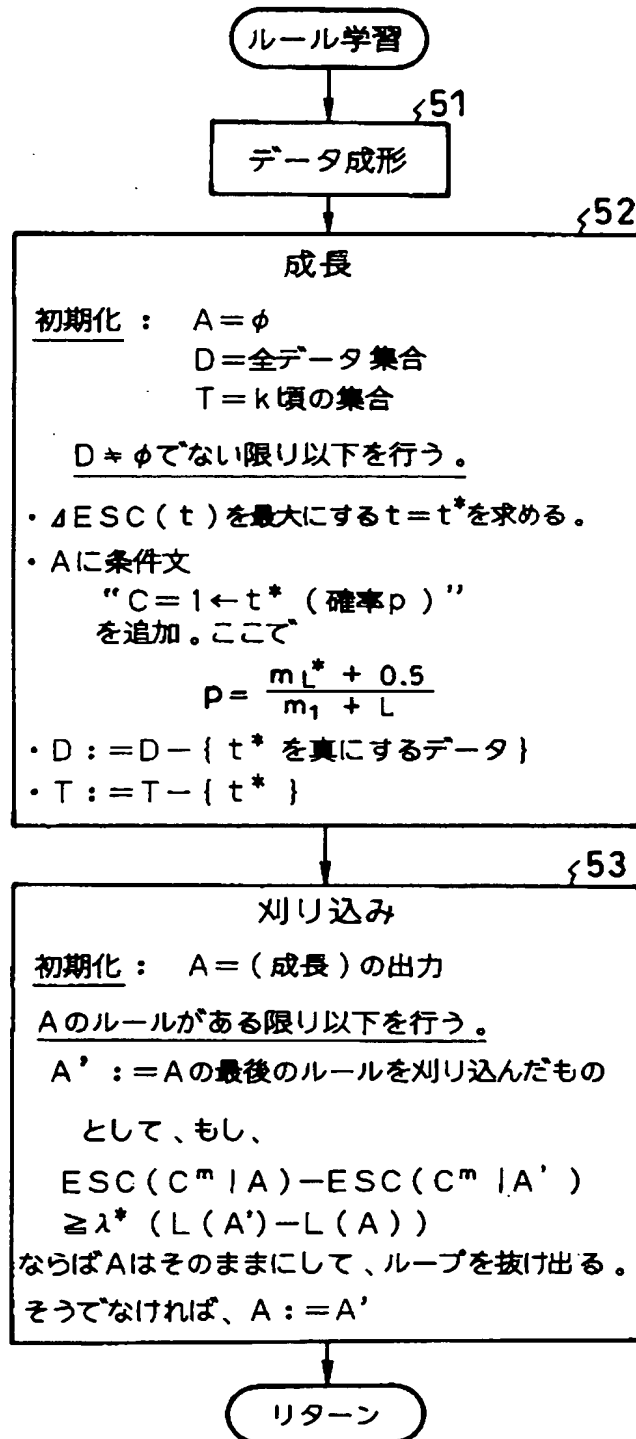 ルール学習
51
データ成形
52
成長
初期化： A＝φ
D＝全データ集合
T＝k頃の集合
D≒φでない限り以下を行う。
・ΔESC(t)を最大にするt＝t*を求める。
・Aに条件文
“C＝1←t*（確率p）”
を追加。ここで
p= (mL* + 0.5) / (m1 + L)
・D:=D−{t*を真にするデータ}
・T:=T−{t*}
53
刈り込み
初期化： A＝(成長)の出力
Aのルールがある限り以下を行う。
A’:=Aの最後のルールを刈り込んだもの
として、もし、
ESC(Cᵐ|A)−ESC(Cᵐ|A’)
≧λ*(L(A’)−L(A))
ならばAはそのままにして、ループを抜け出る。
そうでなければ、A:=A’
リターン